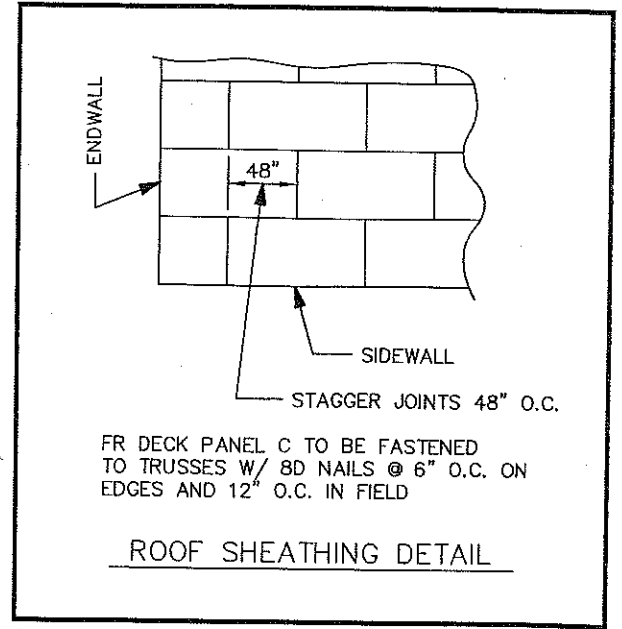 ENDWALL
48"
SIDEWALL
STAGGER JOINTS 48" O.C.
FR DECK PANEL C TO BE FASTENED
TO TRUSSES W/ 8D NAILS @ 6" O.C. ON
EDGES AND 12" O.C. IN FIELD
ROOF SHEATHING DETAIL